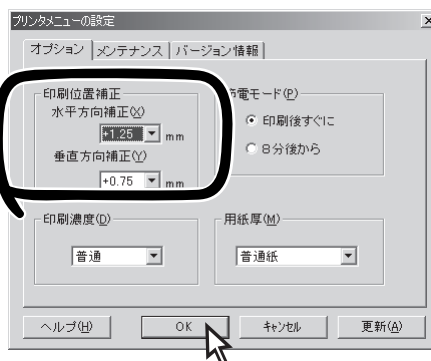 プリンタメニューの設定
オプション メンテナンス バージョン情報
印刷位置補正
水平方向補正(X)
+1.25 mm
垂直方向補正(Y)
+0.75 mm
電モード(P)
印刷後すぐに
8分後から
印刷濃度(D)
普通
用紙厚(M)
普通紙
ヘルプ(H) OK キャンセル 更新(A)